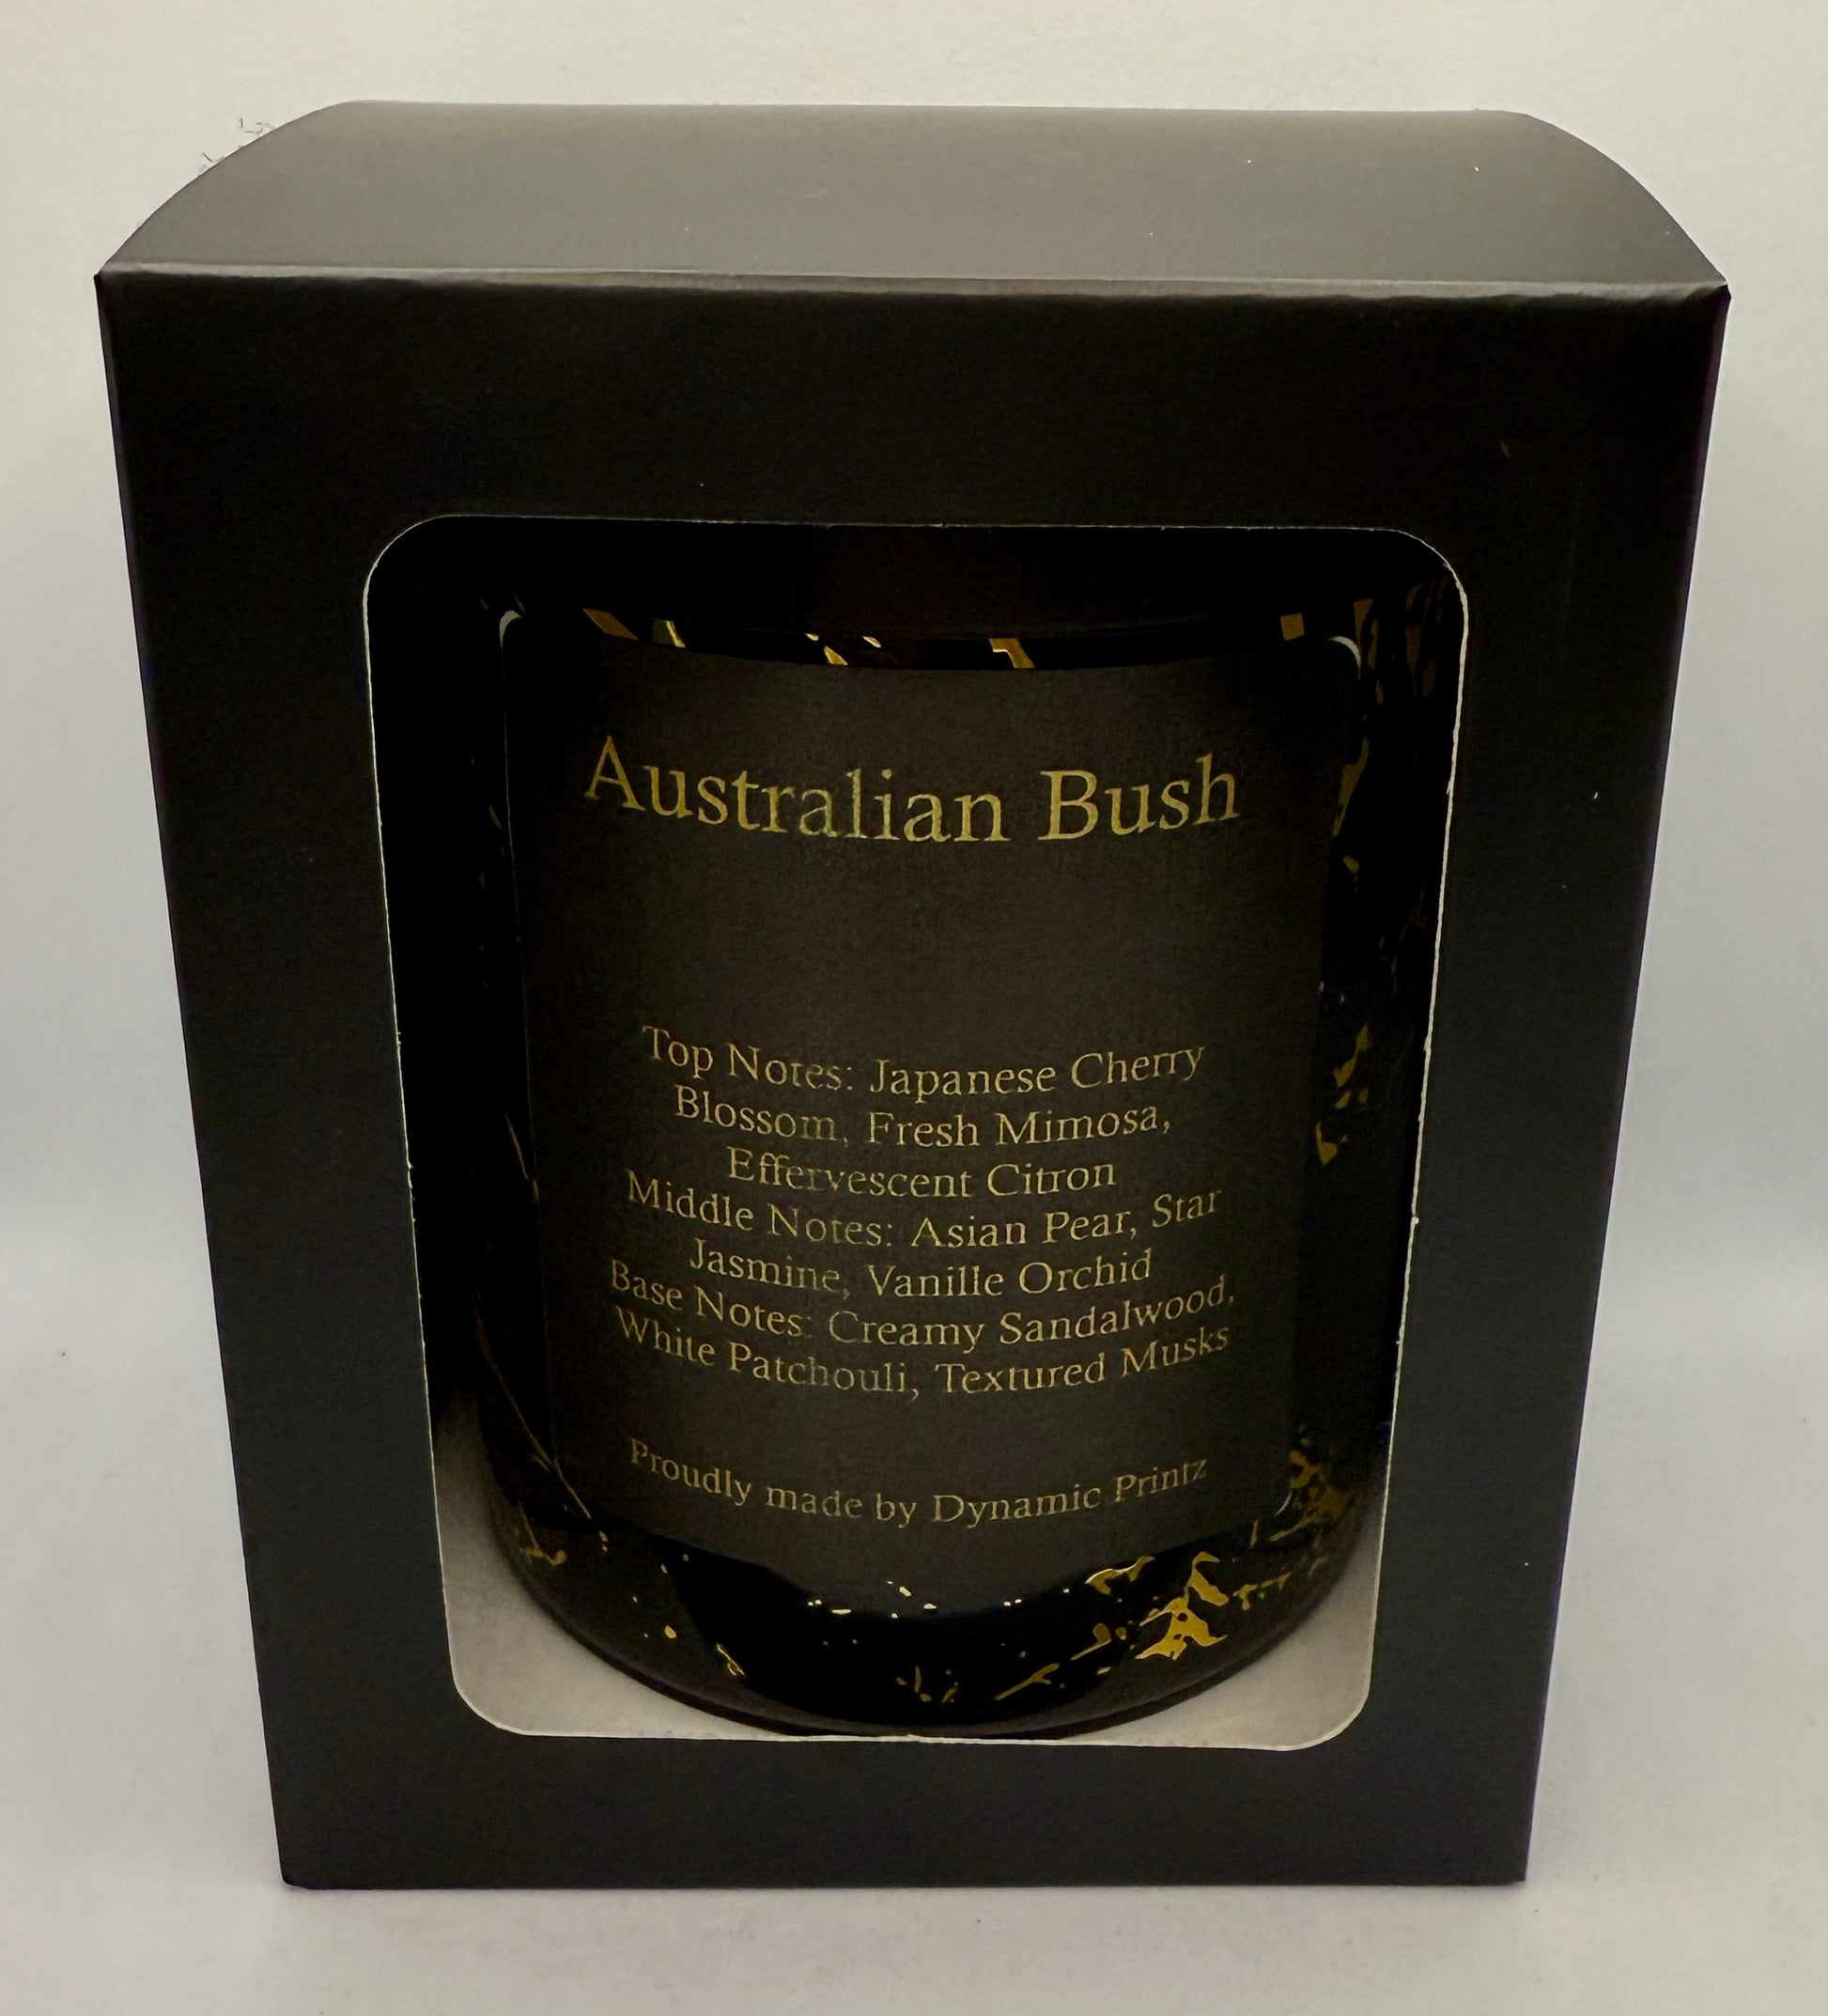 Australian Bush
Top Notes: Japanese Cherry
Blossom, Fresh Mimosa,
Effervescent Citron
Middle Notes: Asian Pear, Star
Jasmine, Vanille Orchid
Base Notes: Creamy Sandalwood,
White Patchouli, Textured Musks
Proudly made by Dynamic Printz